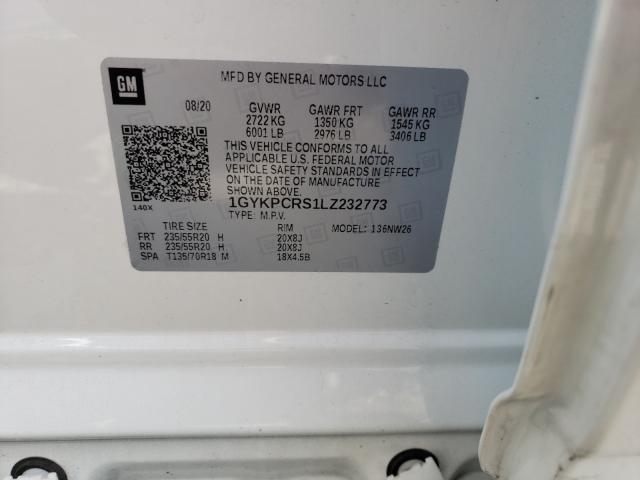 GM
MFD BY GENERAL MOTORS LLC
08/20 GVWR GAWR FRT GAWR RR
2722 KG 1350 KG 1545 KG
6001 LB 2976 LB 3406 LB
THIS VEHICLE CONFORMS TO ALL
APPLICABLE U.S. FEDERAL MOTOR
VEHICLE SAFETY STANDARDS IN EFFECT
ON THE DATE OF MANUFACTURE
SHOWN ABOVE.
140X
1GYKPCRS1LZ232773
TYPE: M.P.V.
TIRE SIZE RIM MODEL: 136NW26
FRT 235/55R20 H 20X8J
RR 235/55R20 H 20X8J
SPA T135/70R18 M 18X4.5B